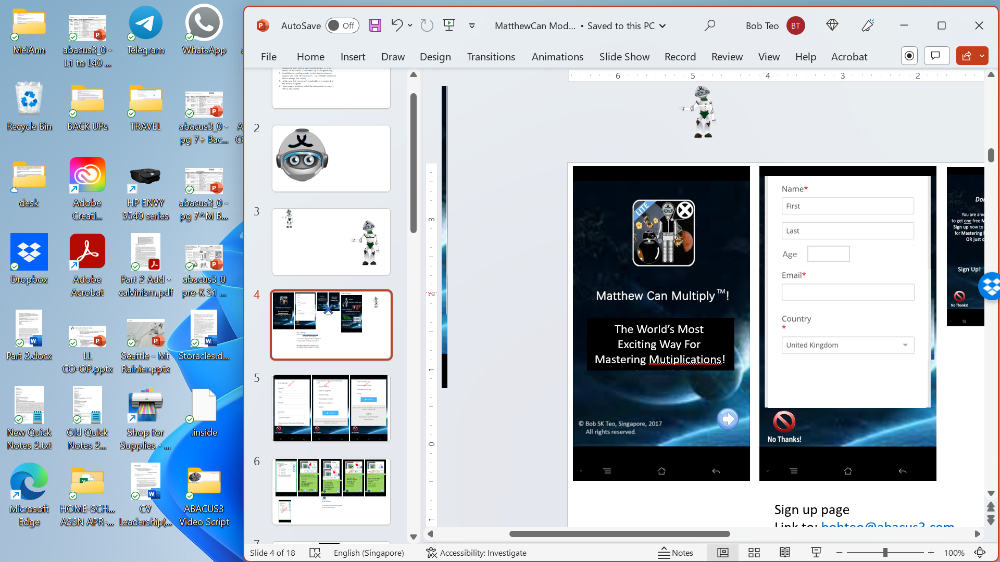 MeiAnn
abacus3_0 -
L1 to L40 ...
Telegram
WhatsApp
Recycle Bin
BACK UPs
TRAVEL
abacus3_0 -
pg 7+ Bac...
desk
Adobe
Creati...
HP ENVY
5540 series
abacus3_0 -
pg 7^M B...
Dropbox
Adobe
Acrobat
Part 2 Add -
calvinism.pdf
abacus3_0
pre-K S1 ...
Part 2.docx
LL
CO-OP.pptx
Seattle - Mt
Rainier.pptx
Storacles.d...
New Quick
Notes 2.txt
Old Quick
Notes 2...
Shop for
Supplies - ...
.inside
Microsoft
Edge
HOME-SCH...
ASSN APR-...
CV
Leadership(...
ABACUS3
Video Script
AutoSave
Off
MatthewCan Mod... • Saved to this PC
Bob Teo
BT
File
Home
Insert
Draw
Design
Transitions
Animations
Slide Show
Record
Review
View
Help
Acrobat
2
3
4
5
6
7
6
5
4
3
2
3
2
1
0
1
LITE
Matthew Can Multiply™!
The World’s Most
Exciting Way For
Mastering Mutiplications!
© Bob SK Teo, Singapore, 2017
All rights reserved.
Name*
First
Last
Age
Email*
Country
*
United Kingdom
No Thanks!
You are amo
to get one free M
Sign up now to
for Mastering
OR just c
Sign Up!
No Thanks!
Sign up page
Link to: bobteo@abacus3.com
Slide 4 of 18
English (Singapore)
Accessibility: Investigate
Notes
100%